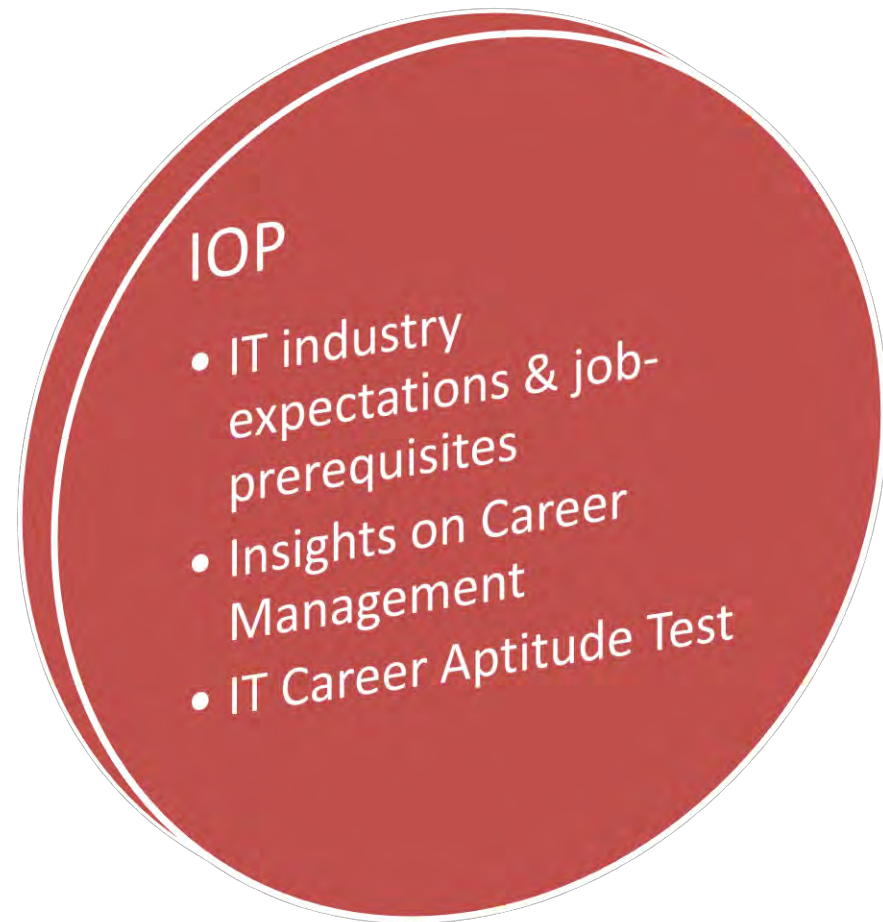 IOP
• IT industry
expectations & job-
prerequisites
• Insights on Career
Management
• IT Career Aptitude Test